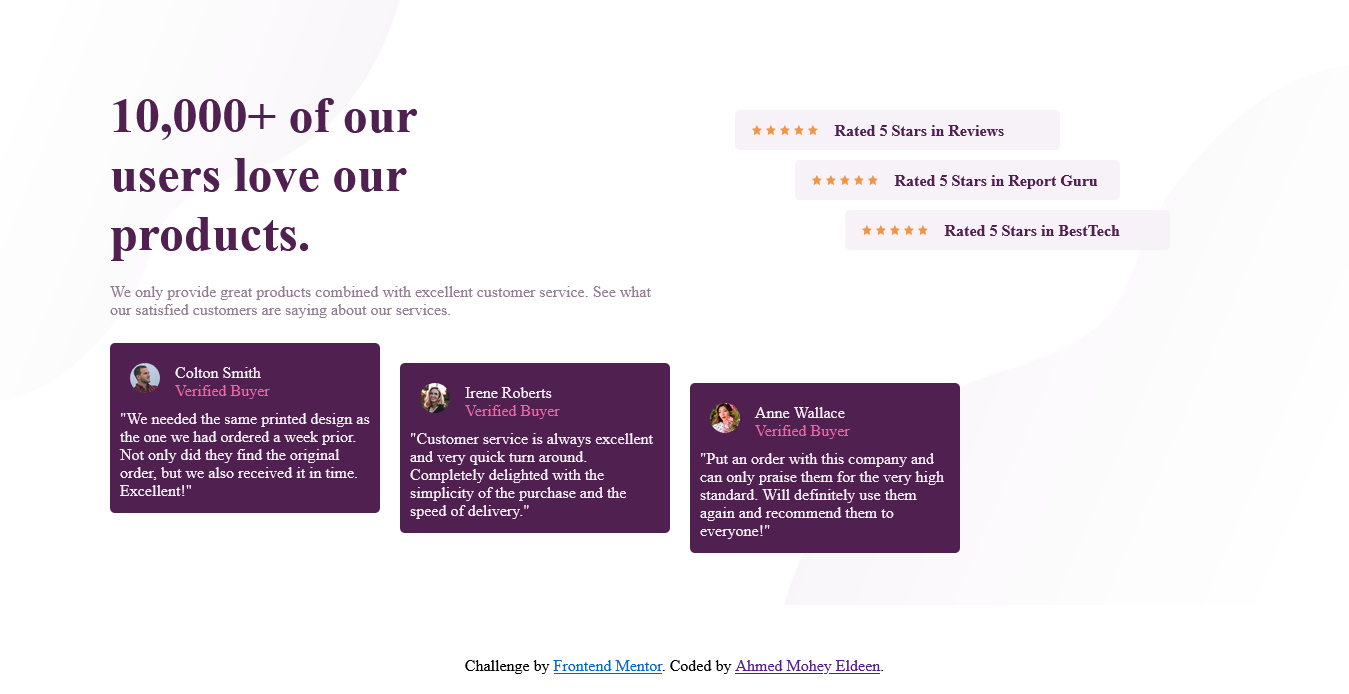 10,000+ of our
users love our
products.
We only provide great products combined with excellent customer service. See what
our satisfied customers are saying about our services.
Rated 5 Stars in Reviews
Rated 5 Stars in Report Guru
Rated 5 Stars in BestTech
Colton Smith
Verified Buyer
"We needed the same printed design as
the one we had ordered a week prior.
Not only did they find the original
order, but we also received it in time.
Excellent!"
Irene Roberts
Verified Buyer
"Customer service is always excellent
and very quick turn around.
Completely delighted with the
simplicity of the purchase and the
speed of delivery."
Anne Wallace
Verified Buyer
"Put an order with this company and
can only praise them for the very high
standard. Will definitely use them
again and recommend them to
everyone!"
Challenge by Frontend Mentor. Coded by Ahmed Mohey Eldeen.